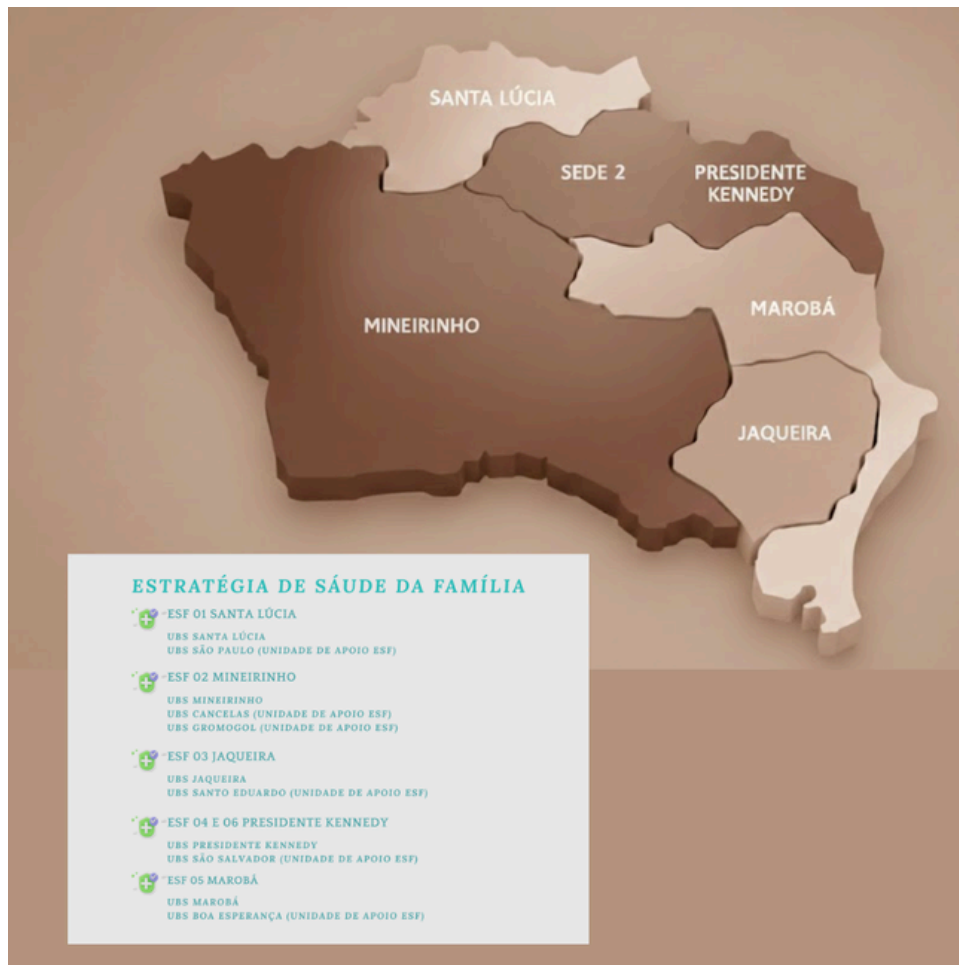 SANTA LÚCIA
SEDE 2
PRESIDENTE
KENNEDY
MINEIRINHO
MAROBÁ
JAQUEIRA
ESTRATÉGIA DE SÁUDE DA FAMÍLIA
ESF 01 SANTA LÚCIA
UBS SANTA LÚCIA
UBS SÃO PAULO (UNIDADE DE APOIO ESF)
ESF 02 MINEIRINHO
UBS MINEIRINHO
UBS CANCELAS (UNIDADE DE APOIO ESF)
UBS GROMOGOL (UNIDADE DE APOIO ESF)
ESF 03 JAQUEIRA
UBS JAQUEIRA
UBS SANTO EDUARDO (UNIDADE DE APOIO ESF)
ESF 04 E 06 PRESIDENTE KENNEDY
UBS PRESIDENTE KENNEDY
UBS SÃO SALVADOR (UNIDADE DE APOIO ESF)
ESF 05 MAROBÁ
UBS MAROBÁ
UBS BOA ESPERANÇA (UNIDADE DE APOIO ESF)